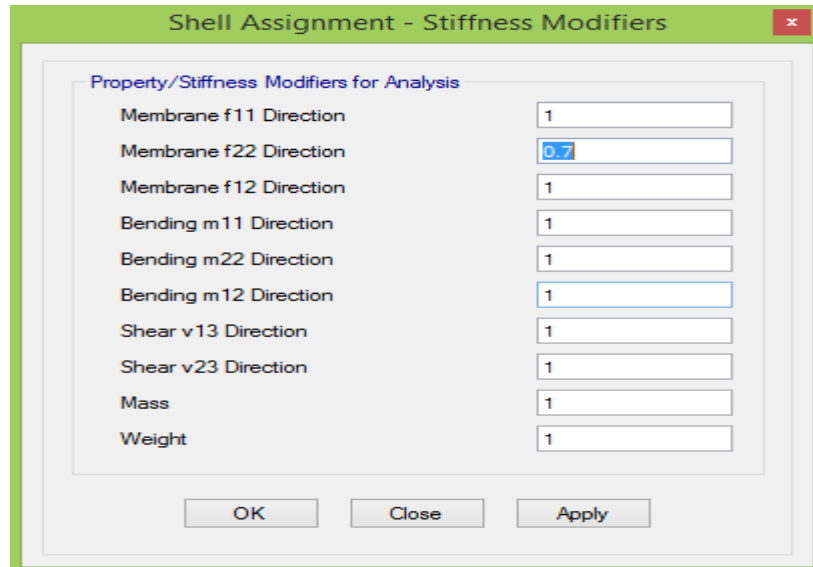 Shell Assignment - Stiffness Modifiers
x
Property/Stiffness Modifiers for Analysis
Membrane f11 Direction 1
Membrane f22 Direction 0.7
Membrane f12 Direction 1
Bending m11 Direction 1
Bending m22 Direction 1
Bending m12 Direction 1
Shear v13 Direction 1
Shear v23 Direction 1
Mass 1
Weight 1
OK Close Apply